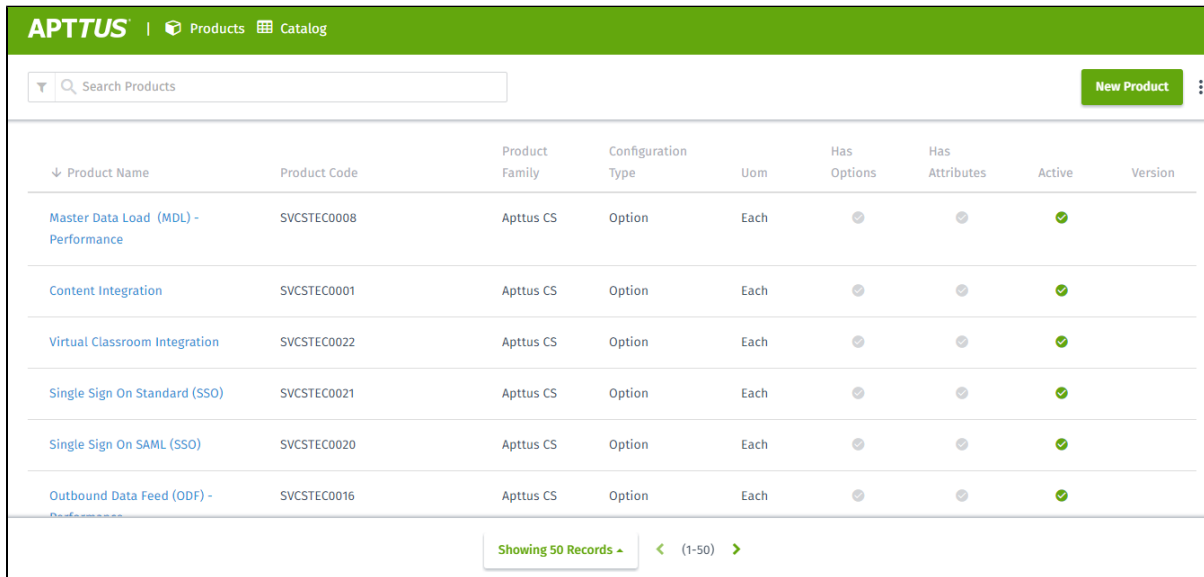 APTTUS | Products Catalog
Search Products
New Product
Product Name Product Code Product Family Configuration Type Uom Has Options Has Attributes Active Version
Master Data Load (MDL) - SVCSTEC0008 Apttus CS Option Each
Performance
Content Integration SVCSTEC0001 Apttus CS Option Each
Virtual Classroom Integration SVCSTEC0022 Apttus CS Option Each
Single Sign On Standard (SSO) SVCSTEC0021 Apttus CS Option Each
Single Sign On SAML (SSO) SVCSTEC0020 Apttus CS Option Each
Outbound Data Feed (ODF) - SVCSTEC0016 Apttus CS Option Each
Performance
Showing 50 Records (1-50)